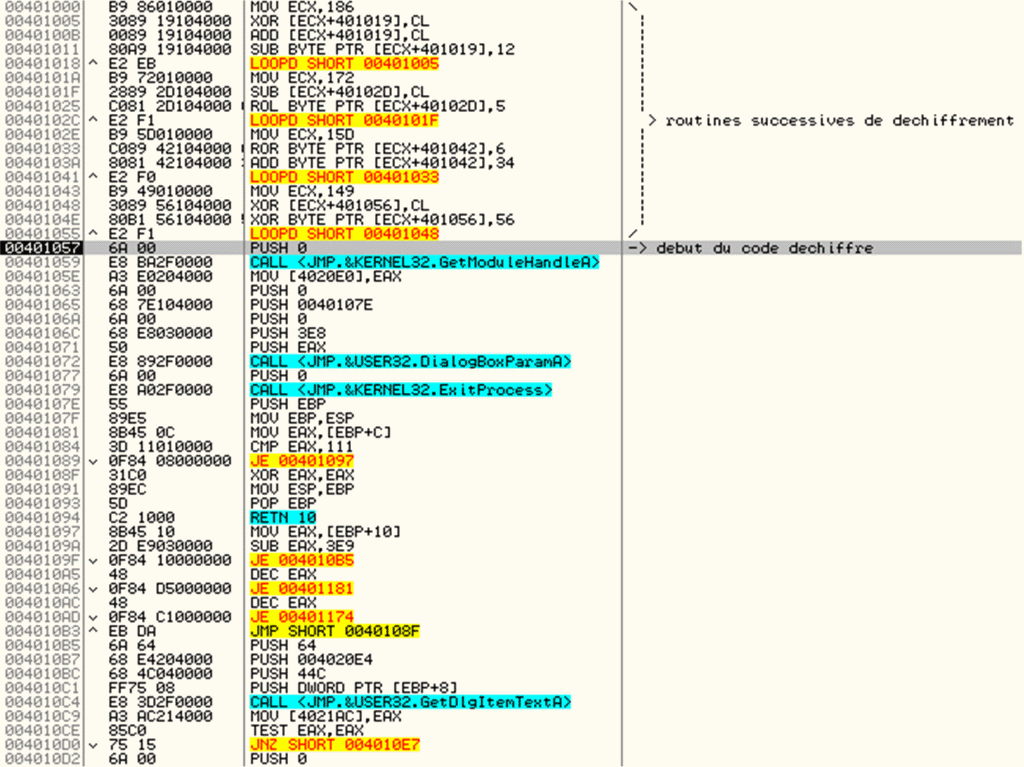 00401000 B9 86010000 MOV ECX,186
00401005 3089 19104000 XOR [ECX+401019],CL
0040100B 0089 19104000 ADD [ECX+401019],CL
00401011 80A9 19104000 SUB BYTE PTR [ECX+401019],12
00401018 ^ E2 EB LOOPD SHORT 00401005
0040101A B9 72010000 MOV ECX,172
0040101F 2889 2D104000 SUB [ECX+40102D],CL
00401025 C081 2D104000 ROL BYTE PTR [ECX+40102D],5
0040102C ^ E2 F1 LOOPD SHORT 0040101F > routines successives de dechiffrement
0040102E B9 5D010000 MOV ECX,15D
00401033 C089 42104000 ROR BYTE PTR [ECX+401042],6
0040103A 8081 42104000 ADD BYTE PTR [ECX+401042],34
00401041 ^ E2 F0 LOOPD SHORT 00401033
00401043 B9 49010000 MOV ECX,149
00401048 3089 56104000 XOR [ECX+401056],CL
0040104E 80B1 56104000 XOR BYTE PTR [ECX+401056],56
00401055 ^ E2 F1 LOOPD SHORT 00401048
00401057 6A 00 PUSH 0 -> debut du code dechiffre
00401059 E8 BA2F0000 CALL <JMP.&KERNEL32.GetModuleHandleA>
0040105E A3 E0204000 MOV [4020E0],EAX
00401063 6A 00 PUSH 0
00401065 68 7E104000 PUSH 0040107E
0040106A 6A 00 PUSH 0
0040106C 68 E8030000 PUSH 3E8
00401071 50 PUSH EAX
00401072 E8 892F0000 CALL <JMP.&USER32.DialogBoxParamA>
00401077 6A 00 PUSH 0
00401079 E8 A02F0000 CALL <JMP.&KERNEL32.ExitProcess>
0040107E 55 PUSH EBP
0040107F 89E5 MOV EBP,ESP
00401081 8B45 0C MOV EAX,[EBP+C]
00401084 3D 11010000 CMP EAX,111
00401089 v 0F84 08000000 JE 00401097
0040108F 31C0 XOR EAX,EAX
00401091 89EC MOV ESP,EBP
00401093 5D POP EBP
00401094 C2 1000 RETN 10
00401097 8B45 10 MOV EAX,[EBP+10]
0040109A 2D E9030000 SUB EAX,3E9
0040109F v 0F84 10000000 JE 004010B5
004010A5 48 DEC EAX
004010A6 v 0F84 D5000000 JE 00401181
004010AC 48 DEC EAX
004010AD v 0F84 C1000000 JE 00401174
004010B3 ^ EB DA JMP SHORT 0040108F
004010B5 6A 64 PUSH 64
004010B7 68 E4204000 PUSH 004020E4
004010BC 68 4C040000 PUSH 44C
004010C1 FF75 08 PUSH DWORD PTR [EBP+8]
004010C4 E8 3D2F0000 CALL <JMP.&USER32.GetDlgItemTextA>
004010C9 A3 AC214000 MOV [4021AC],EAX
004010CE 85C0 TEST EAX,EAX
004010D0 v 75 15 JNZ SHORT 004010E7
004010D2 6A 00 PUSH 0